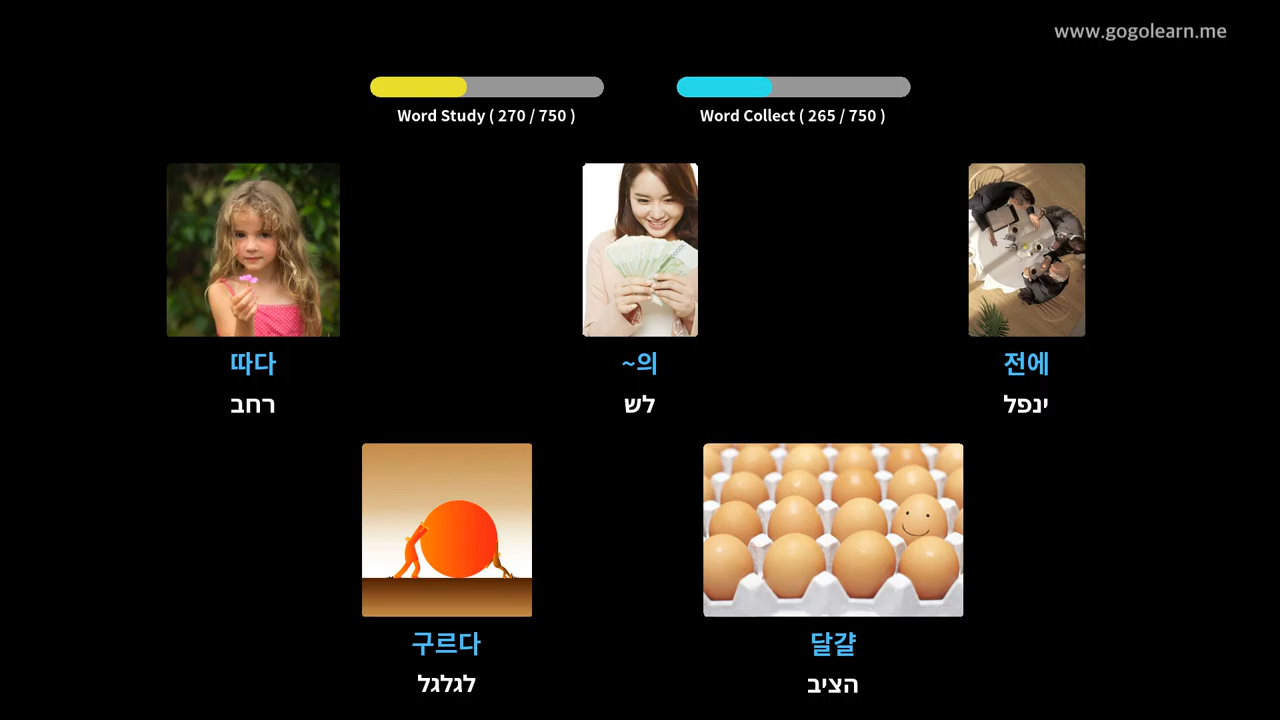 www.gogolearn.me
Word Study ( 270 / 750 )
Word Collect ( 265 / 750 )
따다
רחב
~의
לש
전에
ינפל
구르다
לגלגל
달걀
הציב